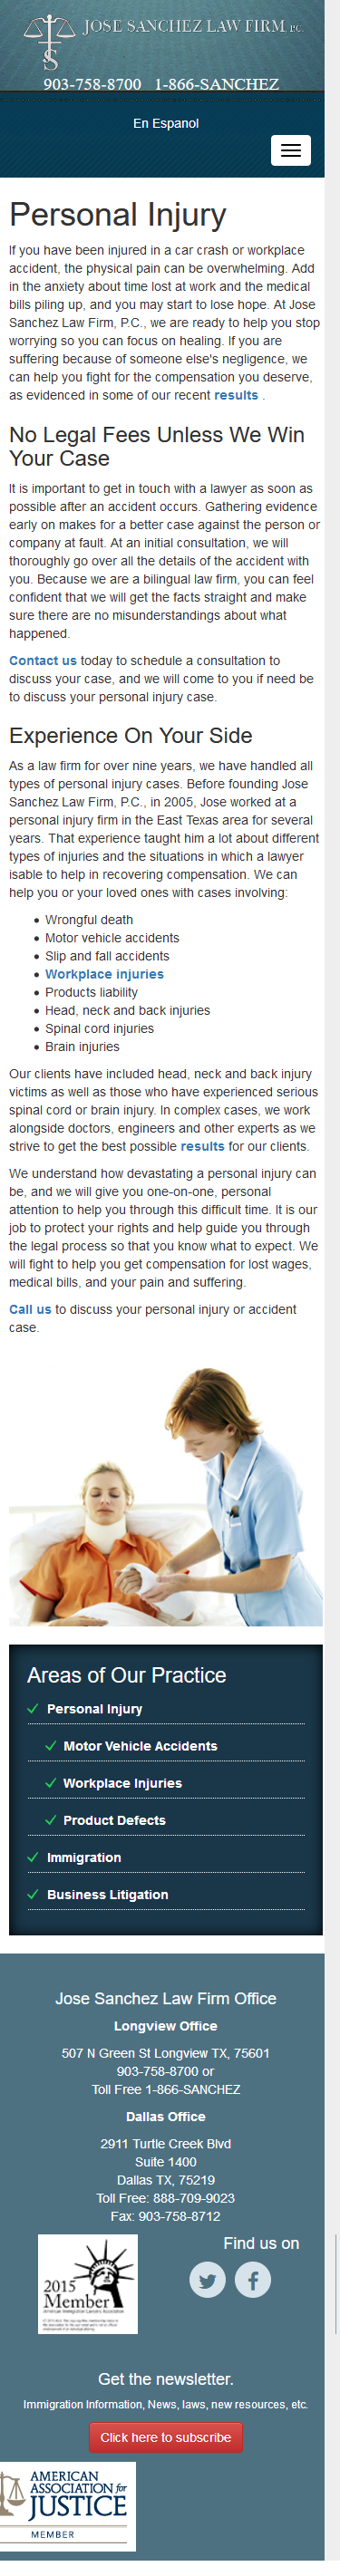 JOSE SANCHEZ LAW FIRM P.C.
903-758-8700 1-866-SANCHEZ
En Espanol
Personal Injury
If you have been injured in a car crash or workplace
accident, the physical pain can be overwhelming. Add
in the anxiety about time lost at work and the medical
bills piling up, and you may start to lose hope. At Jose
Sanchez Law Firm, P.C., we are ready to help you stop
worrying so you can focus on healing. If you are
suffering because of someone else's negligence, we
can help you fight for the compensation you deserve,
as evidenced in some of our recent results .
No Legal Fees Unless We Win
Your Case
It is important to get in touch with a lawyer as soon as
possible after an accident occurs. Gathering evidence
early on makes for a better case against the person or
company at fault. At an initial consultation, we will
thoroughly go over all the details of the accident with
you. Because we are a bilingual law firm, you can feel
confident that we will get the facts straight and make
sure there are no misunderstandings about what
happened.
Contact us today to schedule a consultation to
discuss your case, and we will come to you if need be
to discuss your personal injury case.
Experience On Your Side
As a law firm for over nine years, we have handled all
types of personal injury cases. Before founding Jose
Sanchez Law Firm, P.C., in 2005, Jose worked at a
personal injury firm in the East Texas area for several
years. That experience taught him a lot about different
types of injuries and the situations in which a lawyer
isable to help in recovering compensation. We can
help you or your loved ones with cases involving:
Wrongful death
Motor vehicle accidents
Slip and fall accidents
Workplace injuries
Products liability
Head, neck and back injuries
Spinal cord injuries
Brain injuries
Our clients have included head, neck and back injury
victims as well as those who have experienced serious
spinal cord or brain injury. In complex cases, we work
alongside doctors, engineers and other experts as we
strive to get the best possible results for our clients.
We understand how devastating a personal injury can
be, and we will give you one-on-one, personal
attention to help you through this difficult time. It is our
job to protect your rights and help guide you through
the legal process so that you know what to expect. We
will fight to help you get compensation for lost wages,
medical bills, and your pain and suffering.
Call us to discuss your personal injury or accident
case.
Areas of Our Practice
Personal Injury
Motor Vehicle Accidents
Workplace Injuries
Product Defects
Immigration
Business Litigation
Jose Sanchez Law Firm Office
Longview Office
507 N Green St Longview TX, 75601
903-758-8700 or
Toll Free 1-866-SANCHEZ
Dallas Office
2911 Turtle Creek Blvd
Suite 1400
Dallas TX, 75219
Toll Free: 888-709-9023
Fax: 903-758-8712
2015
Member
American Immigration Lawyers Association
Find us on
Get the newsletter.
Immigration Information, News, laws, new resources, etc.
Click here to subscribe
AMERICAN
ASSOCIATION for
JUSTICE
MEMBER